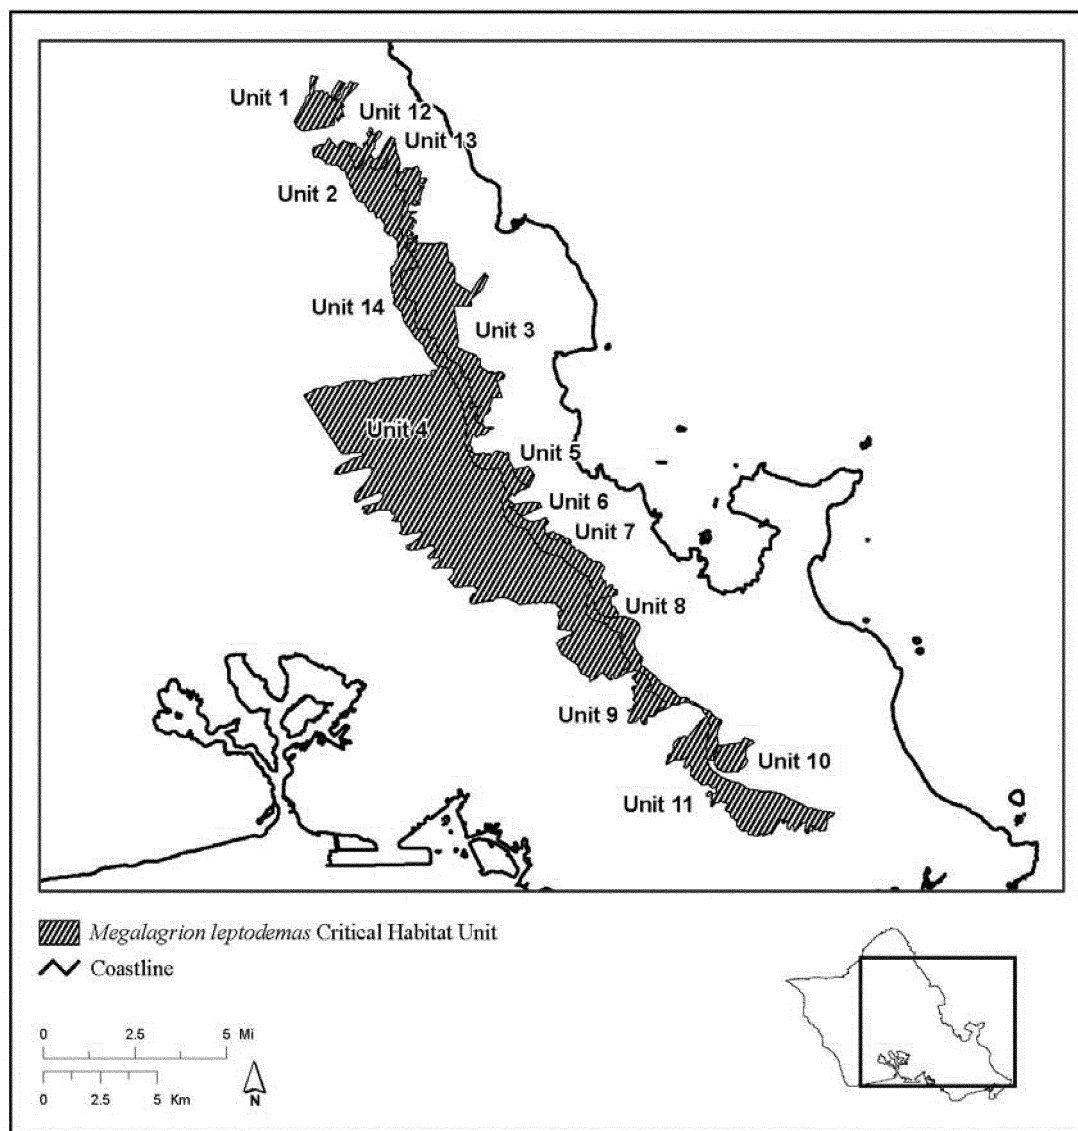 Unit 1
Unit 12
Unit 13
Unit 2
Unit 14
Unit 3
Unit 4
Unit 5
Unit 6
Unit 7
Unit 8
Unit 9
Unit 10
Unit 11
Megalagrion leptodemas Critical Habitat Unit
Coastline
0 2.5 5 Mi
0 2.5 5 Km
N